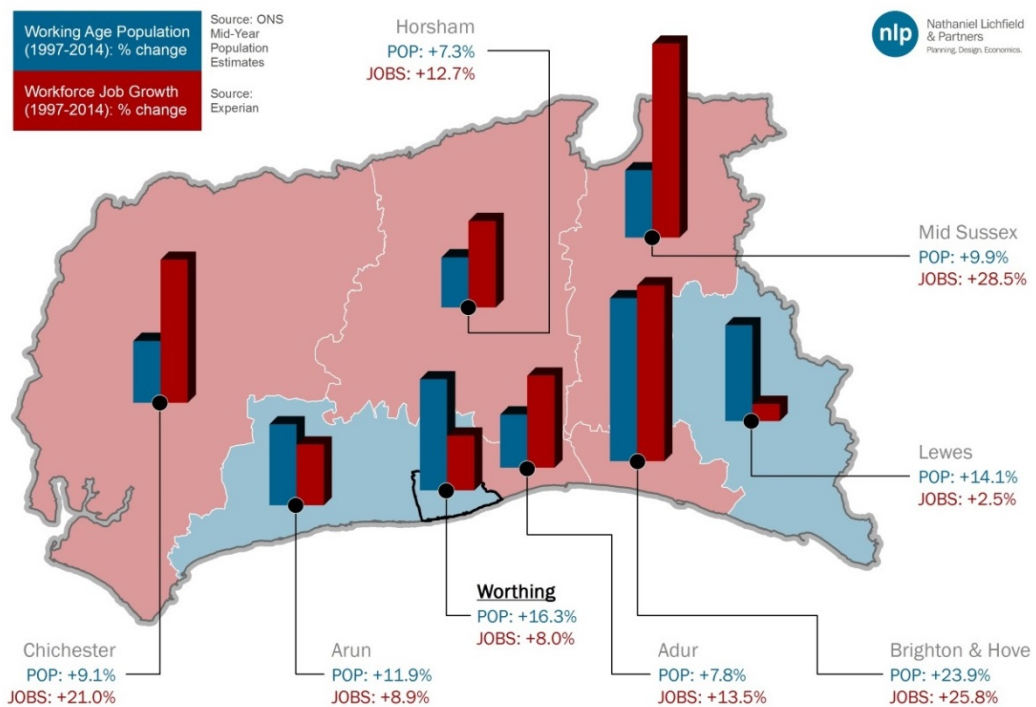 Working Age Population
(1997-2014): % change
Source: ONS
Mid-Year
Population
Estimates
Workforce Job Growth
(1997-2014): % change
Source:
Experian
Horsham
POP: +7.3%
JOBS: +12.7%
nlp
Nathaniel Lichfield
& Partners
Planning. Design. Economics.
Mid Sussex
POP: +9.9%
JOBS: +28.5%
Lewes
POP: +14.1%
JOBS: +2.5%
Worthing
POP: +16.3%
JOBS: +8.0%
Chichester
POP: +9.1%
JOBS: +21.0%
Arun
POP: +11.9%
JOBS: +8.9%
Adur
POP: +7.8%
JOBS: +13.5%
Brighton & Hove
POP: +23.9%
JOBS: +25.8%